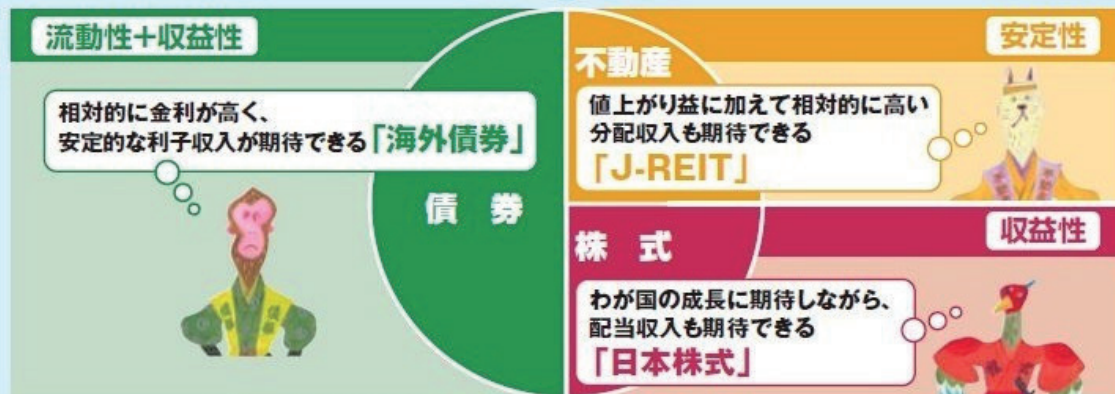 流動性+収益性
相対的に金利が高く、
安定的な利子収入が期待できる「海外債券」
債 券
不動産
安定性
値上がり益に加えて相対的に高い
分配収入も期待できる
「J-REIT」
株 式
収益性
わが国の成長に期待しながら、
配当収入も期待できる
「日本株式」